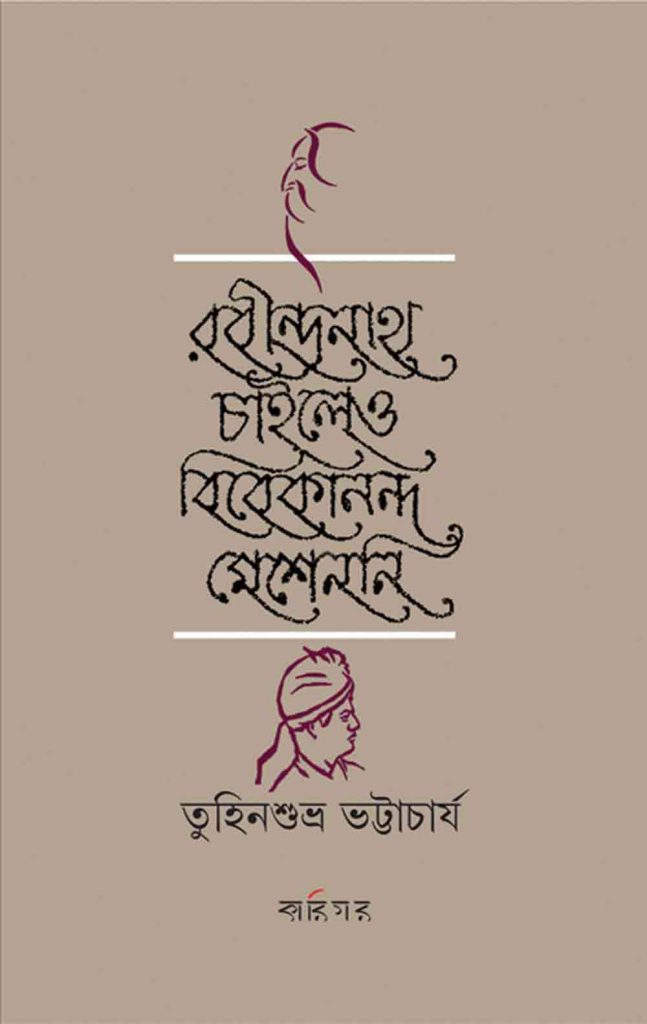 রবীন্দ্রনাথ
চাইলেও
বিবেকানন্দ
মেশেননি
তুহিনশুভ্র ভট্টাচার্য
কারিগর